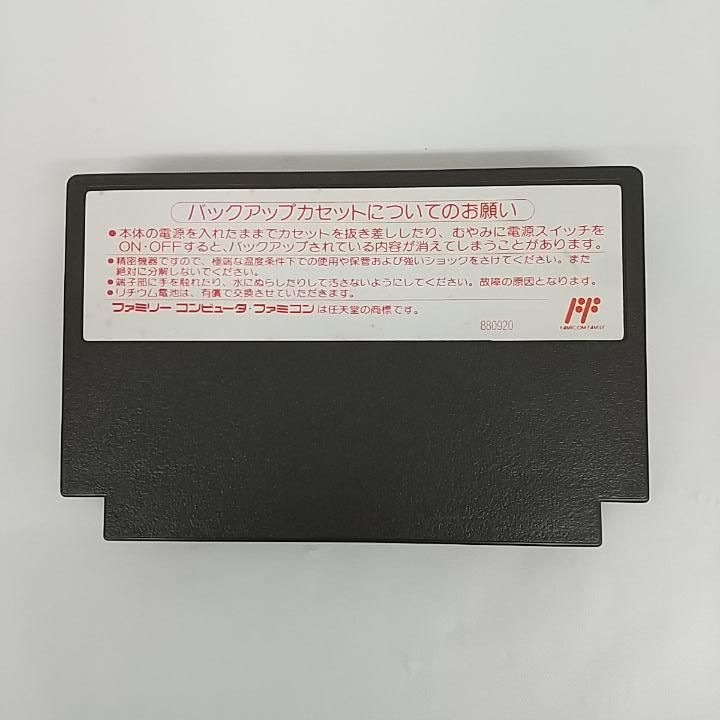 バックアップカセットについてのお願い
●本体の電源を入れたままでカセットを抜き差ししたり、むやみに電源スイッチを
ON・OFFすると、バックアップされている内容が消えてしまうことがあります。
●精密機器ですので、極端な温度条件下での使用や保管および強いショックをさけてください。また
絶対に分解しないでください。
●端子部に手を触れたり、水にぬらしたりして汚さないようにしてください。故障の原因となります。
●リチウム電池は、有償で交換させていただきます。
ファミリー コンピュータ・ファミコンは任天堂の商標です。
880920
FAMICOM FAMILY